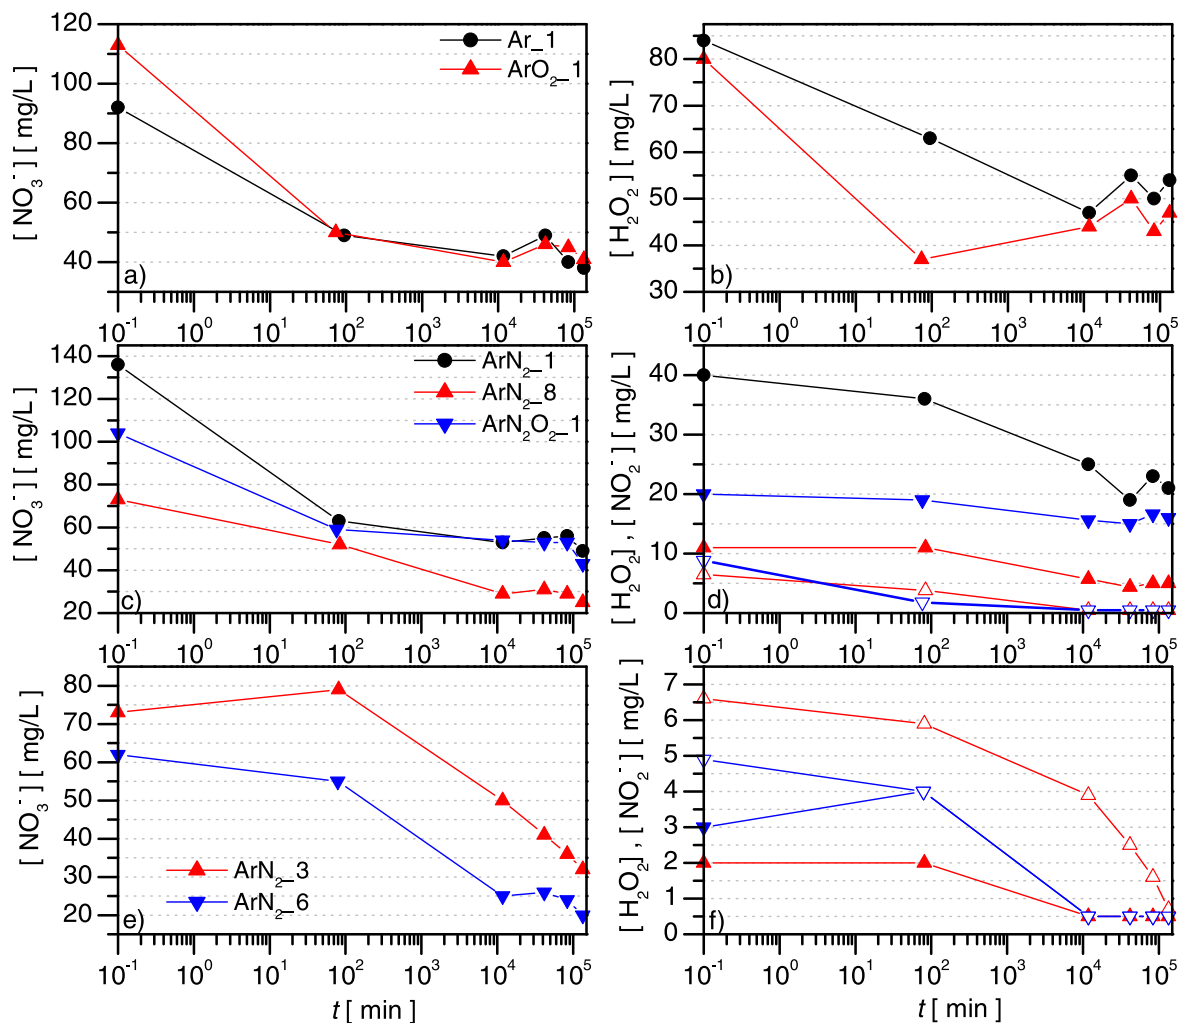 120
100
80
60
40
[ NO₃⁻ ] [ mg/L ]
Ar_1
ArO₂_1
a)
10⁻¹ 10⁰ 10¹ 10² 10³ 10⁴ 10⁵
80
70
60
50
40
30
[ H₂O₂ ] [ mg/L ]
b)
10⁻¹ 10⁰ 10¹ 10² 10³ 10⁴ 10⁵
140
120
100
80
60
40
20
[ NO₃⁻ ] [ mg/L ]
ArN₂_1
ArN₂_8
ArN₂O₂_1
c)
10⁻¹ 10⁰ 10¹ 10² 10³ 10⁴ 10⁵
40
30
20
10
0
[ H₂O₂] , [ NO₂⁻] [ mg/L ]
d)
10⁻¹ 10⁰ 10¹ 10² 10³ 10⁴ 10⁵
80
70
60
50
40
30
20
[ NO₃⁻] [ mg/L ]
ArN₂_3
ArN₂_6
e)
10⁻¹ 10⁰ 10¹ 10² 10³ 10⁴ 10⁵
t [ min ]
7
6
5
4
3
2
1
0
[ H₂O₂] , [ NO₂⁻] [ mg/L ]
f)
10⁻¹ 10⁰ 10¹ 10² 10³ 10⁴ 10⁵
t [ min ]